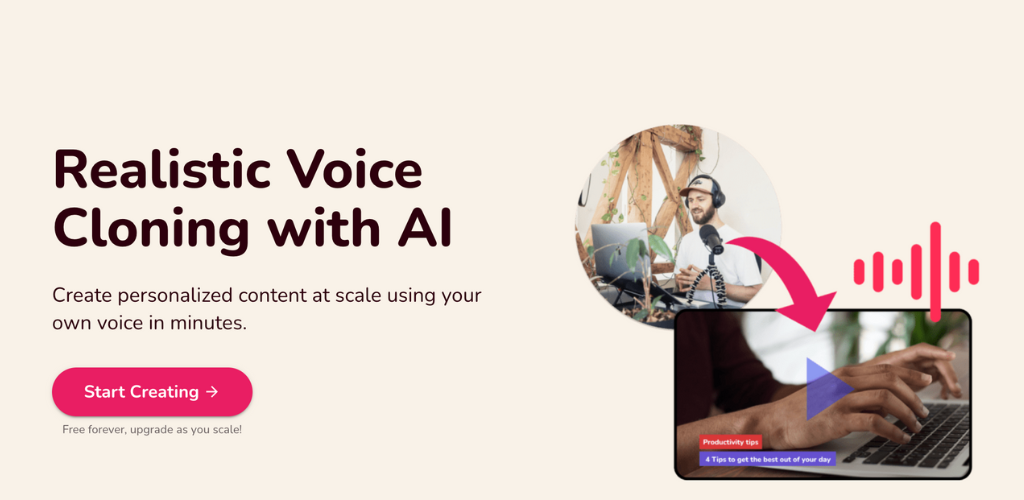 Realistic Voice
Cloning with AI
Create personalized content at scale using your
own voice in minutes.
Start Creating →
Free forever, upgrade as you scale!
Productivity tips
4 Tips to get the best out of your day